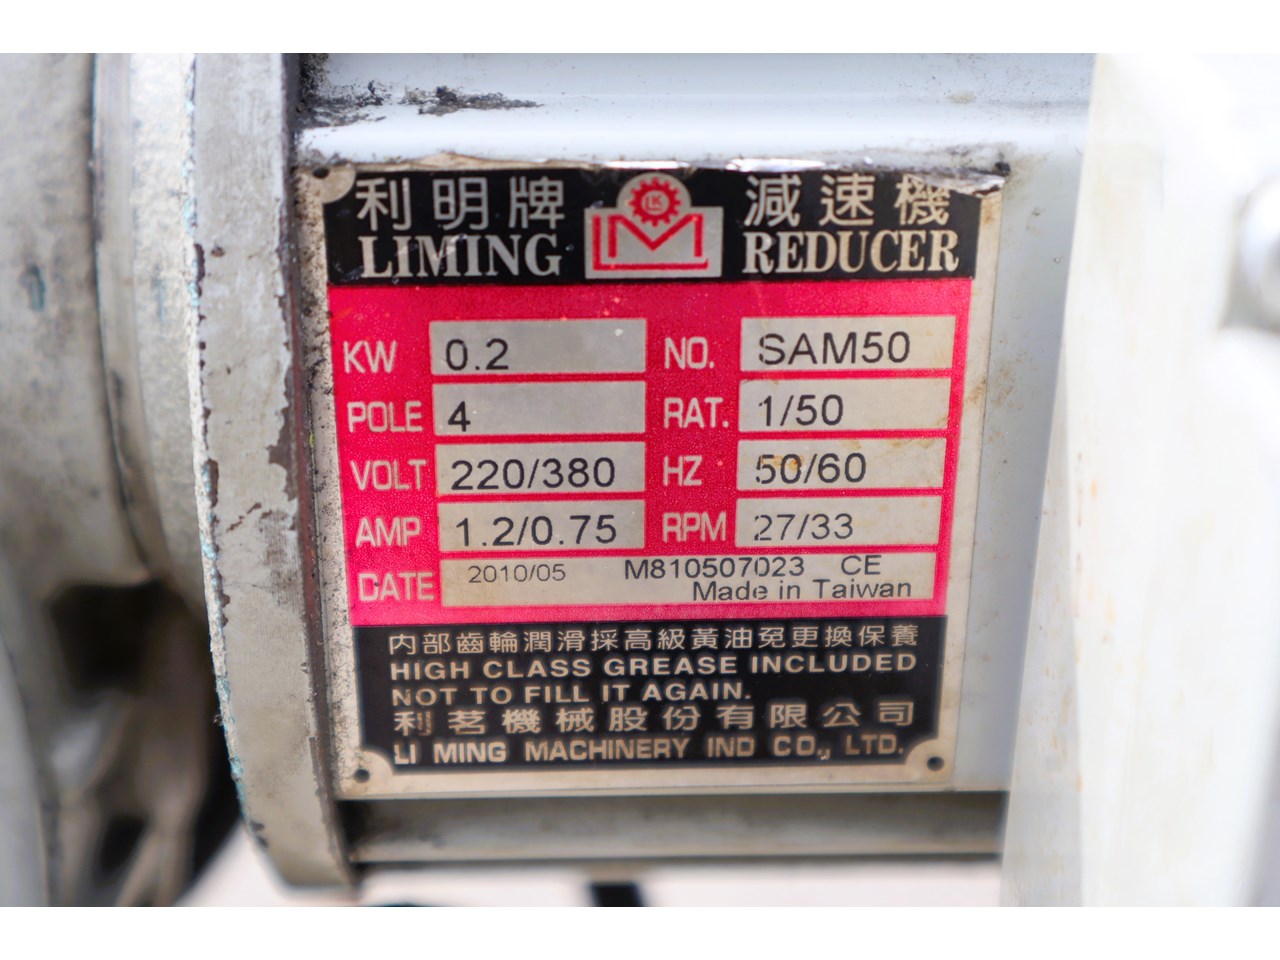 利明牌 LK 減速機
LIMING M REDUCER
KW 0.2 NO. SAM50
POLE 4 RAT. 1/50
VOLT 220/380 HZ 50/60
AMP 1.2/0.75 RPM 27/33
DATE 2010/05 M810507023 CE
Made in Taiwan
內部齒輪潤滑採高級黃油免更換保養
HIGH CLASS GREASE INCLUDED
NOT TO FILL IT AGAIN.
利茗機械股份有限公司
LI MING MACHINERY IND CO., LTD.